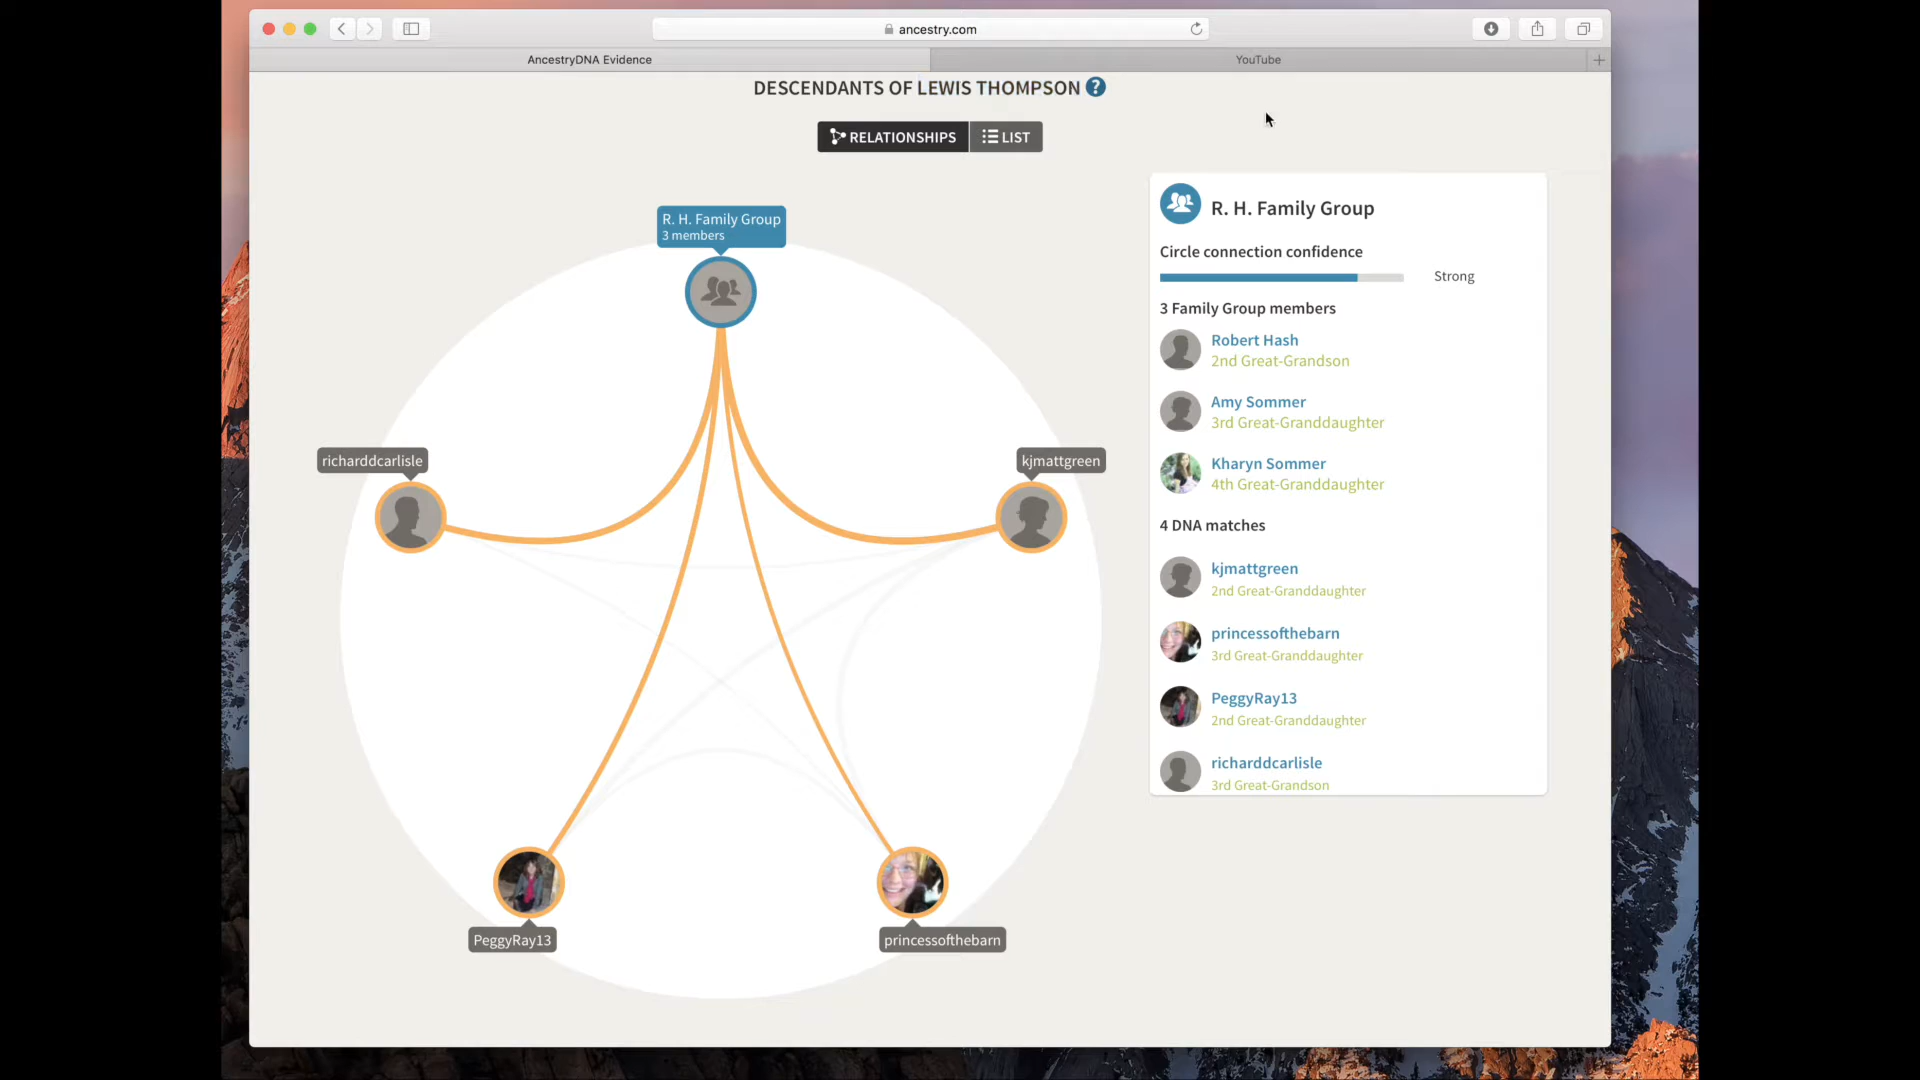 ancestry.com
AncestryDNA Evidence
YouTube
DESCENDANTS OF LEWIS THOMPSON ?
RELATIONSHIPS
LIST
R. H. Family Group
3 members
richarddcarlisle
kjmattgreen
PeggyRay13
princessofthebarn
R. H. Family Group
Circle connection confidence
Strong
3 Family Group members
Robert Hash
2nd Great-Grandson
Amy Sommer
3rd Great-Granddaughter
Kharyn Sommer
4th Great-Granddaughter
4 DNA matches
kjmattgreen
2nd Great-Granddaughter
princessofthebarn
3rd Great-Granddaughter
PeggyRay13
2nd Great-Granddaughter
richarddcarlisle
3rd Great-Grandson